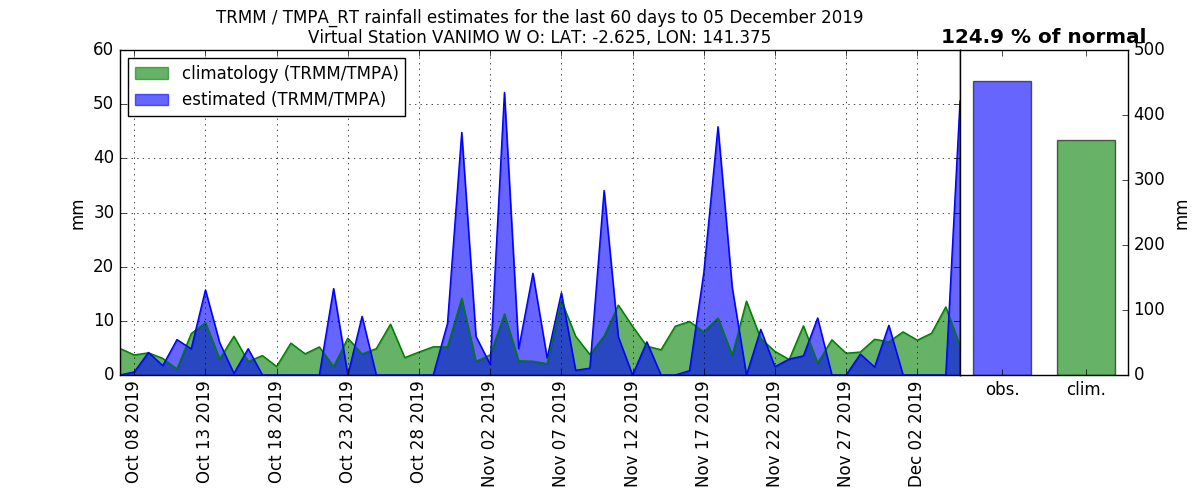 TRMM / TMPA_RT rainfall estimates for the last 60 days to 05 December 2019
Virtual Station VANIMO W O: LAT: -2.625, LON: 141.375
124.9 % of normal
climatology (TRMM/TMPA)
estimated (TRMM/TMPA)
60
50
40
30
20
10
0
mm
500
400
300
200
100
0
mm
Oct 08 2019
Oct 13 2019
Oct 18 2019
Oct 23 2019
Oct 28 2019
Nov 02 2019
Nov 07 2019
Nov 12 2019
Nov 17 2019
Nov 22 2019
Nov 27 2019
Dec 02 2019
obs.
clim.